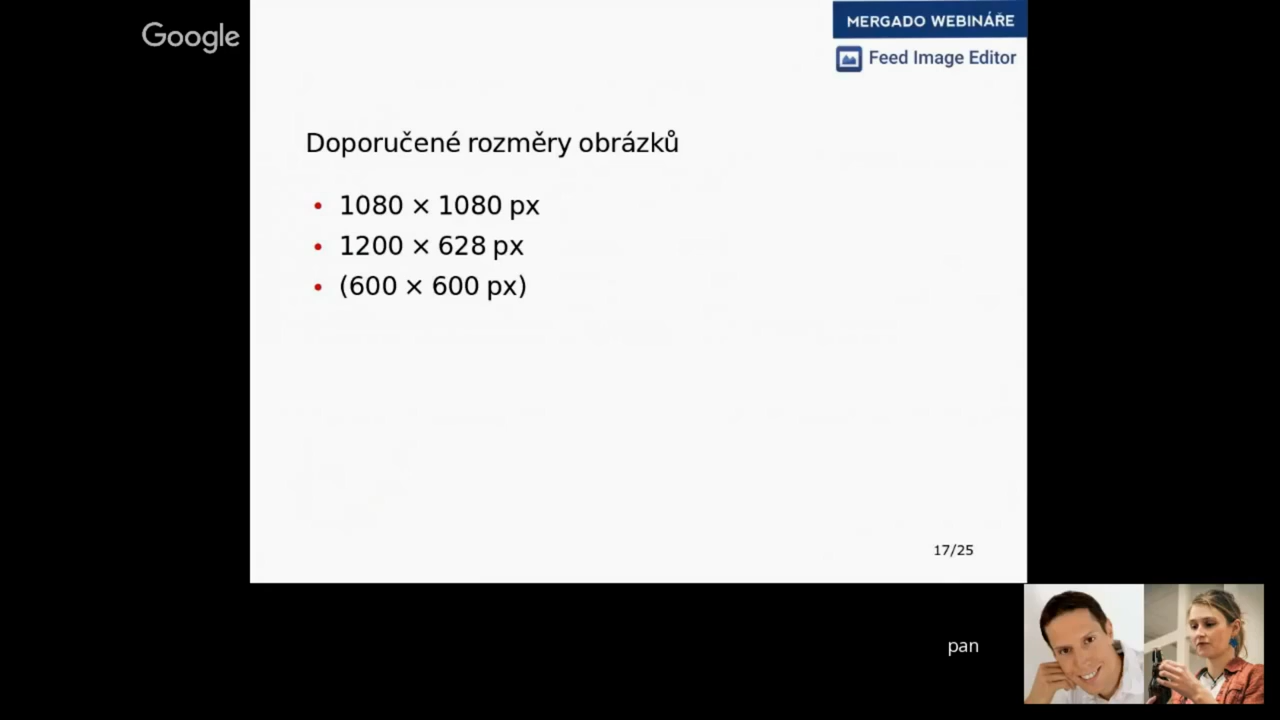 Google
MERGADO WEBINÁŘE
Feed Image Editor
Doporučené rozměry obrázků
• 1080 × 1080 px
• 1200 × 628 px
• (600 × 600 px)
17/25
pan